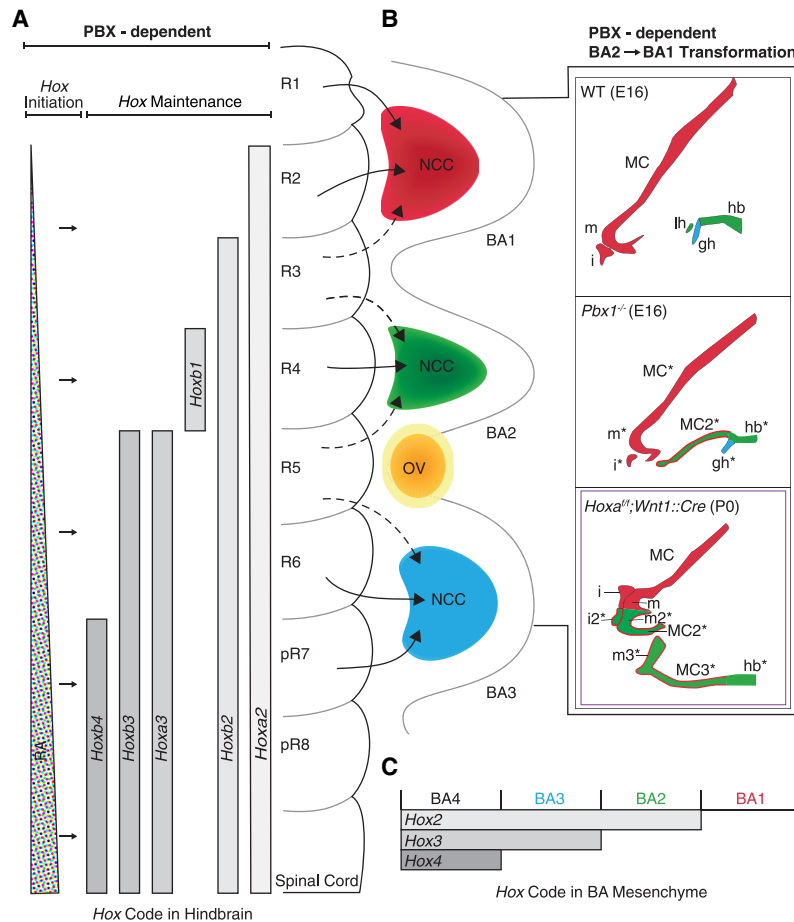 A
PBX - dependent
Hox
Initiation
Hox Maintenance
RA
Hoxb4
Hoxb3
Hoxa3
Hoxb1
Hoxb2
Hoxa2
R1
R2
R3
R4
R5
R6
pR7
pR8
Spinal Cord
Hox Code in Hindbrain
B
NCC
BA1
NCC
BA2
OV
NCC
BA3
PBX - dependent
BA2 → BA1 Transformation
WT (E16)
MC
m
i
lh
hb
gh
Pbx1-/- (E16)
MC*
m*
i*
MC2*
hb*
gh*
Hoxaf/f;Wnt1::Cre (P0)
MC
i
m
i2*
m2*
MC2*
m3*
MC3*
hb*
C
BA4 BA3 BA2 BA1
Hox2
Hox3
Hox4
Hox Code in BA Mesenchyme